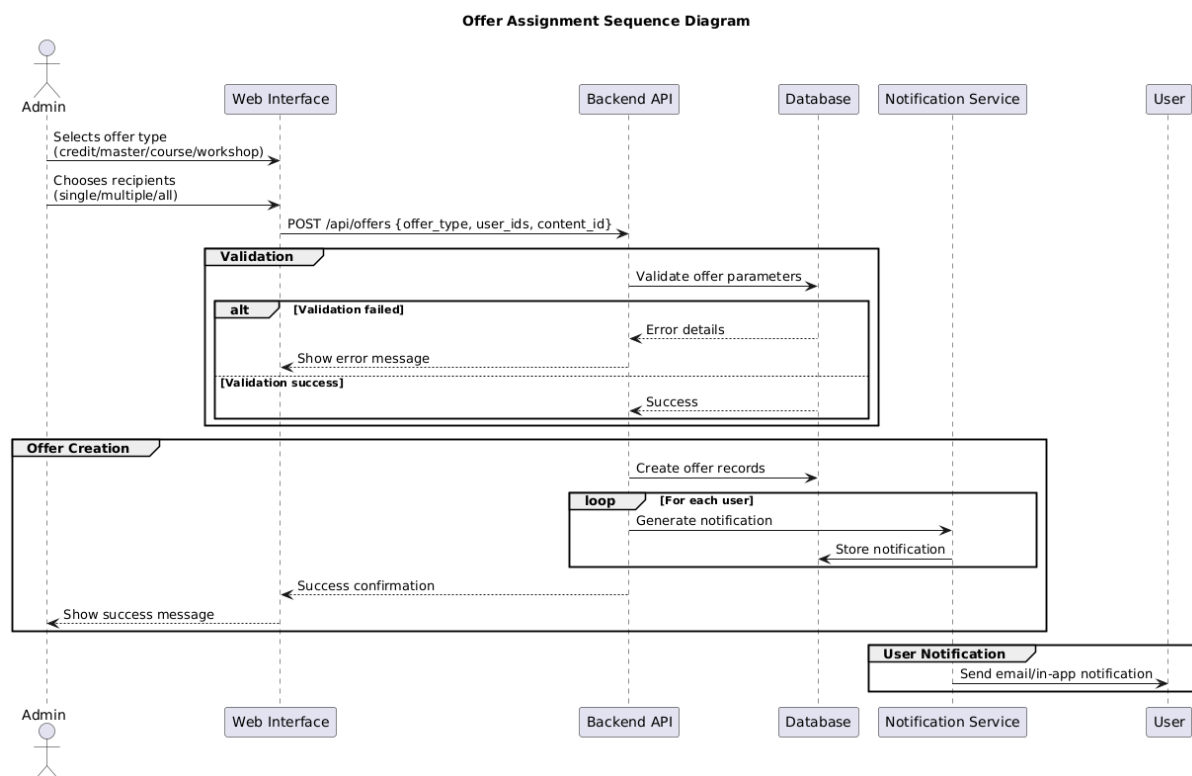 Offer Assignment Sequence Diagram
Admin
Web Interface
Backend API
Database
Notification Service
User
Selects offer type
(credit/master/course/workshop)
Chooses recipients
(single/multiple/all)
POST /api/offers {offer_type, user_ids, content_id}
Validation
Validate offer parameters
alt
[Validation failed]
Error details
Show error message
[Validation success]
Success
Offer Creation
Create offer records
loop
[For each user]
Generate notification
Store notification
Success confirmation
Show success message
User Notification
Send email/in-app notification
Admin
Web Interface
Backend API
Database
Notification Service
User